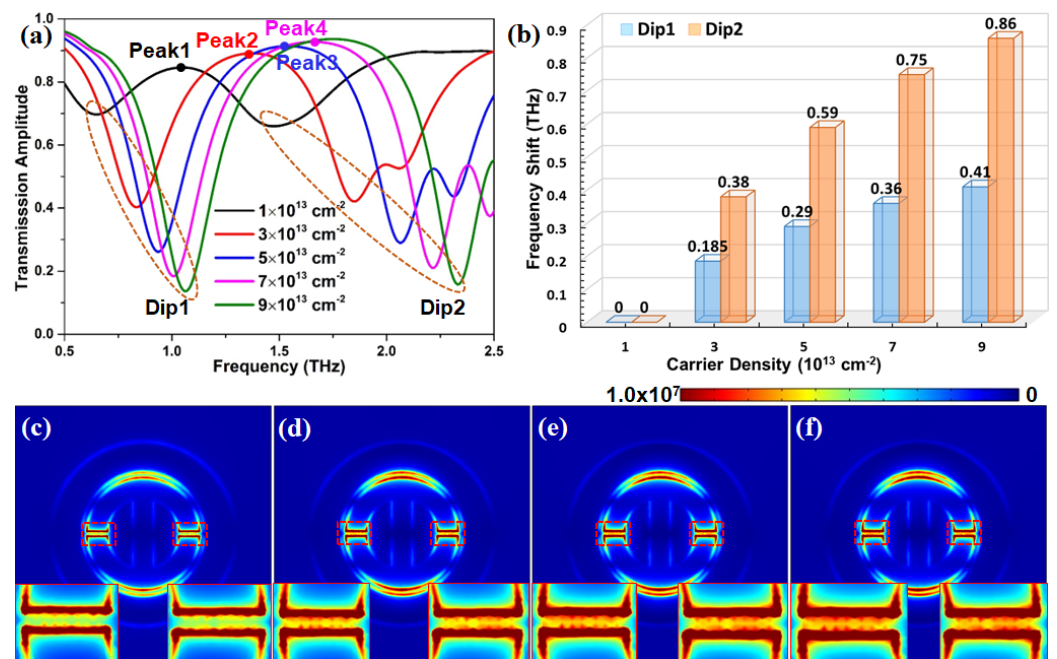 (a)
Peak1
Peak2
Peak4
Peak3
Transmisssion Amplitude
1.0
0.8
0.6
0.4
0.2
0.0
1×10¹³ cm⁻²
3×10¹³ cm⁻²
5×10¹³ cm⁻²
7×10¹³ cm⁻²
9×10¹³ cm⁻²
Dip1
Dip2
0.5 1.0 1.5 2.0 2.5
Frequency (THz)
(b)
Dip1 Dip2
Frequency Shift (THz)
0.9
0.8
0.7
0.6
0.5
0.4
0.3
0.2
0.1
0
0 0
0.185 0.38
0.29 0.59
0.36 0.75
0.41 0.86
1 3 5 7 9
Carrier Density (10¹³ cm⁻²)
1.0x10⁷ 0
(c) (d) (e) (f)